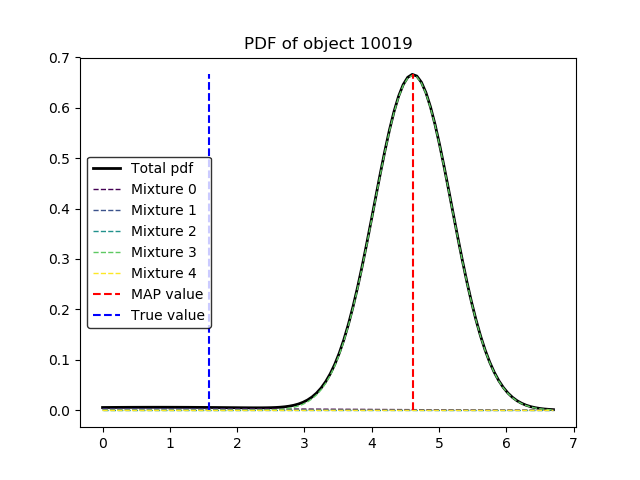 PDF of object 10019
0.7
0.6
0.5
0.4
0.3
0.2
0.1
0.0
Total pdf
Mixture 0
Mixture 1
Mixture 2
Mixture 3
Mixture 4
MAP value
True value
0 1 2 3 4 5 6 7